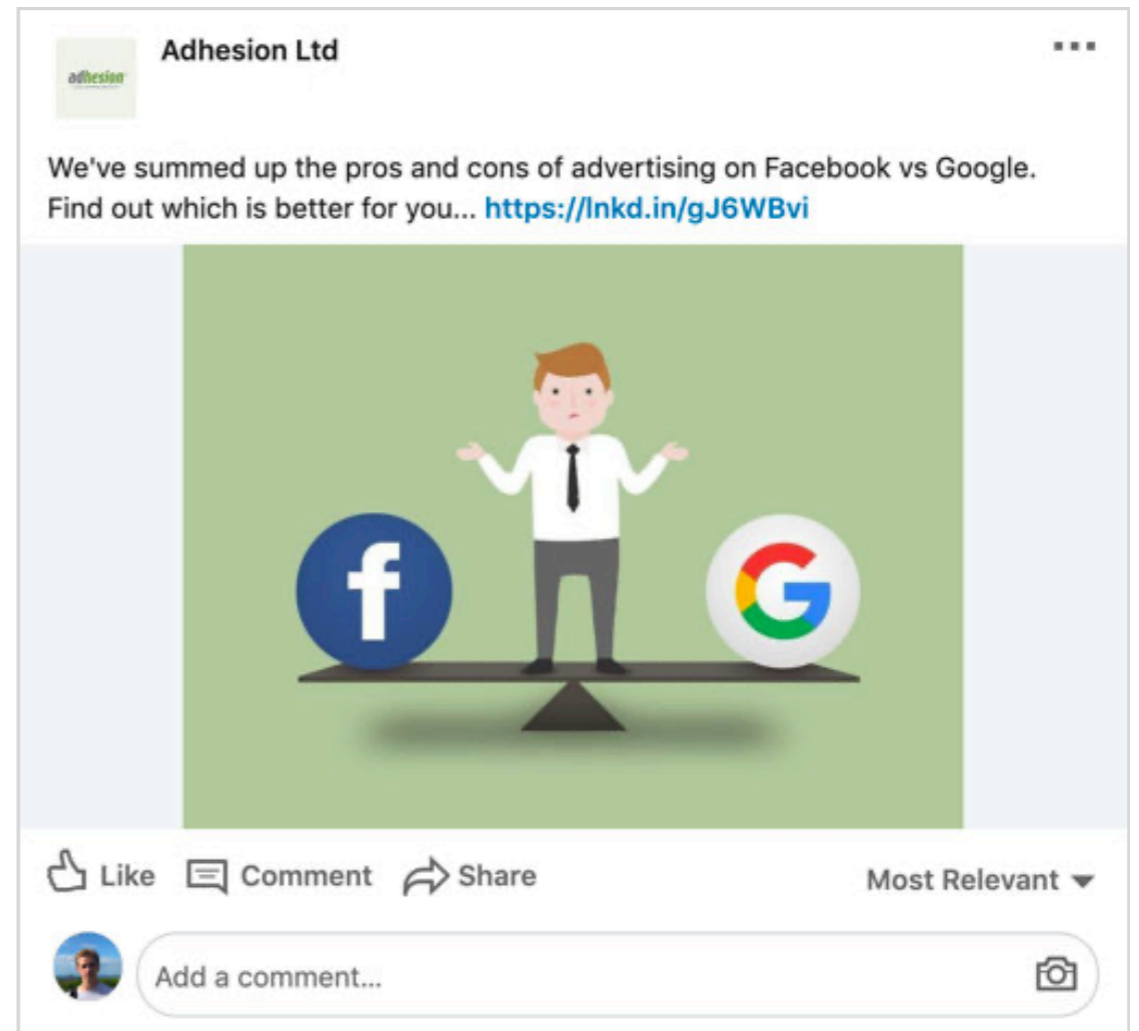 Adhesion Ltd
adhesion
We've summed up the pros and cons of advertising on Facebook vs Google.
Find out which is better for you... https://lnkd.in/gJ6WBvi
f
G
Like Comment Share
Most Relevant
Add a comment...